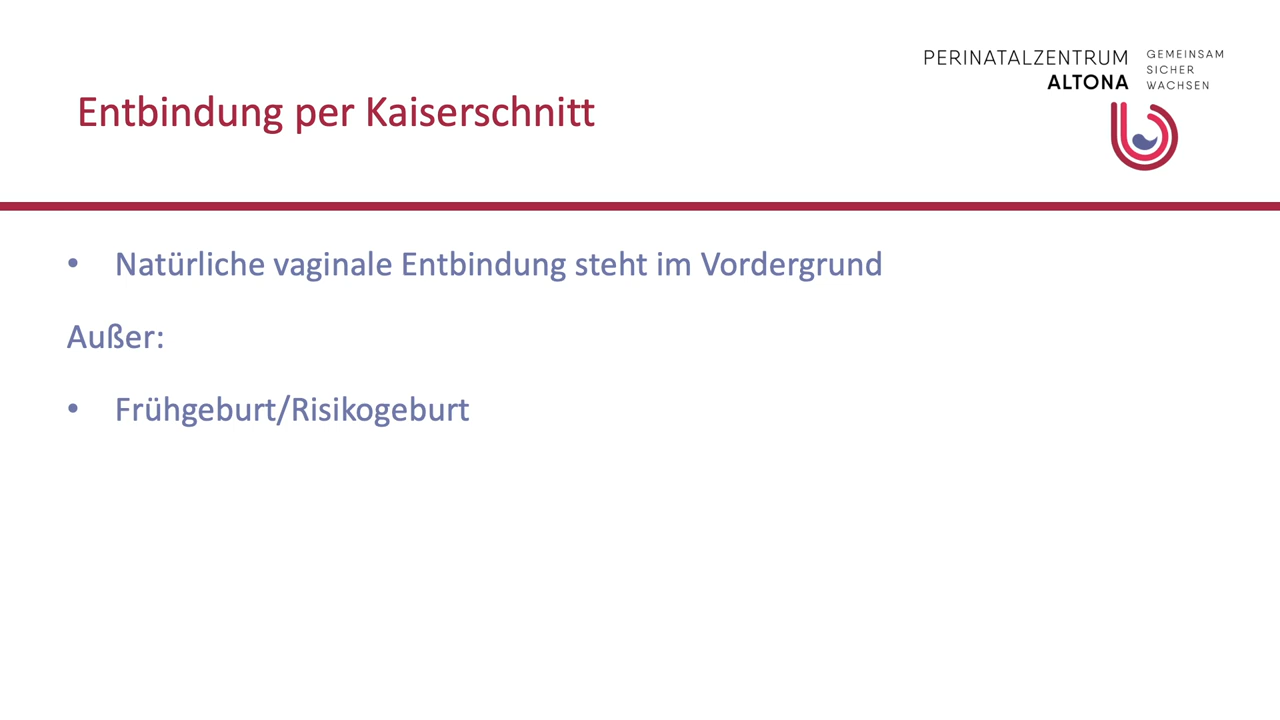 PERINATALZENTRUM
ALTONA
GEMEINSAM
SICHER
WACHSEN
Entbindung per Kaiserschnitt
• Natürliche vaginale Entbindung steht im Vordergrund
Außer:
• Frühgeburt/Risikogeburt